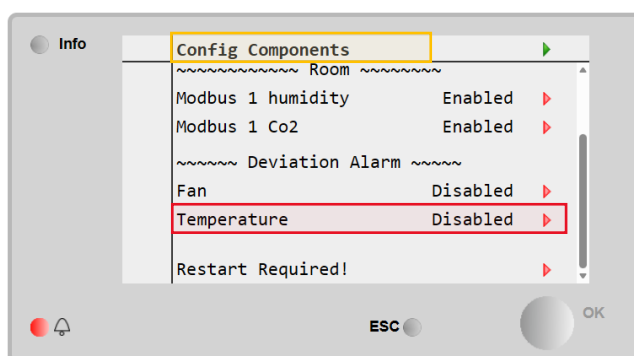 Info
Config Components
~~~~~~~~~~~~ Room ~~~~~~~~
Modbus 1 humidity Enabled
Modbus 1 Co2 Enabled
~~~~~~ Deviation Alarm ~~~~~
Fan Disabled
Temperature Disabled
Restart Required!
ESC
OK